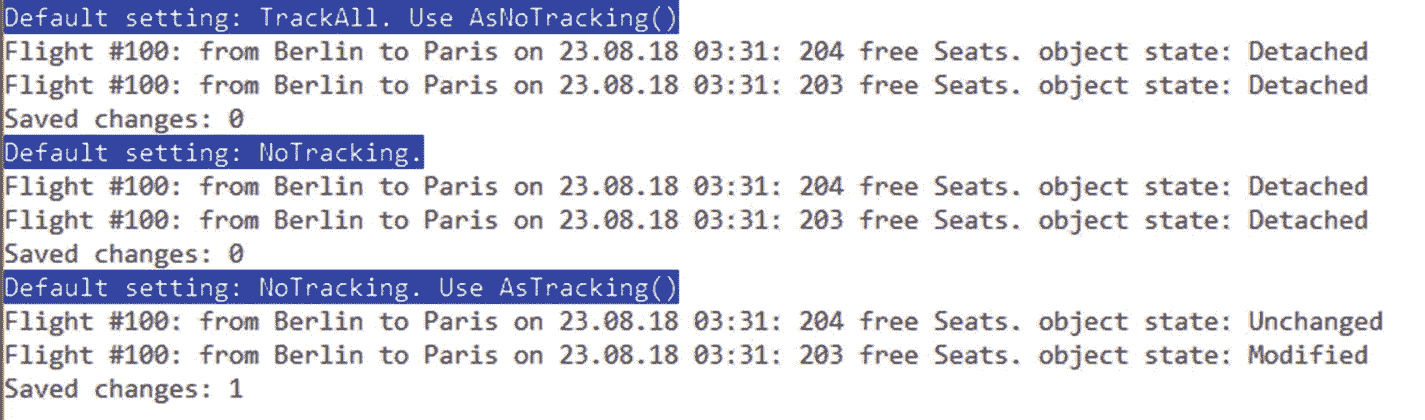 Default setting: TrackAll. Use AsNoTracking()
Flight #100: from Berlin to Paris on 23.08.18 03:31: 204 free Seats. object state: Detached
Flight #100: from Berlin to Paris on 23.08.18 03:31: 203 free Seats. object state: Detached
Saved changes: 0
Default setting: NoTracking.
Flight #100: from Berlin to Paris on 23.08.18 03:31: 204 free Seats. object state: Detached
Flight #100: from Berlin to Paris on 23.08.18 03:31: 203 free Seats. object state: Detached
Saved changes: 0
Default setting: NoTracking. Use AsTracking()
Flight #100: from Berlin to Paris on 23.08.18 03:31: 204 free Seats. object state: Unchanged
Flight #100: from Berlin to Paris on 23.08.18 03:31: 203 free Seats. object state: Modified
Saved changes: 1